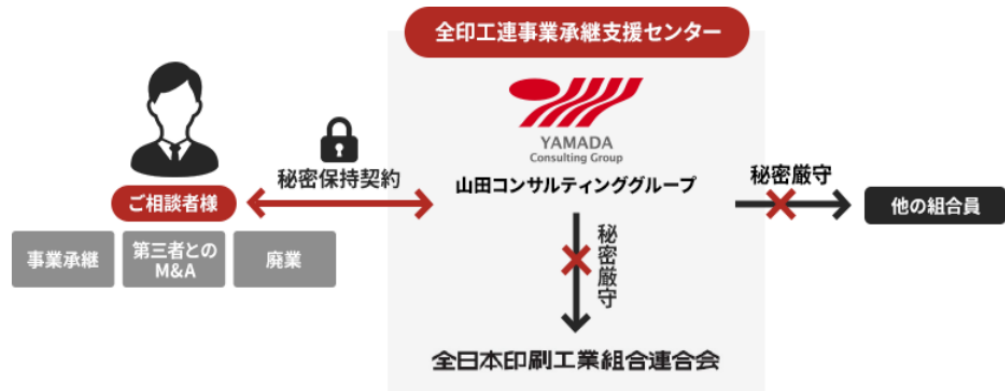 全印工連事業承継支援センター
YAMADA
Consulting Group
山田コンサルティンググループ
秘密保持契約
ご相談者様
事業承継
第三者との
M&A
廃業
秘密厳守
他の組合員
秘密厳守
全日本印刷工業組合連合会